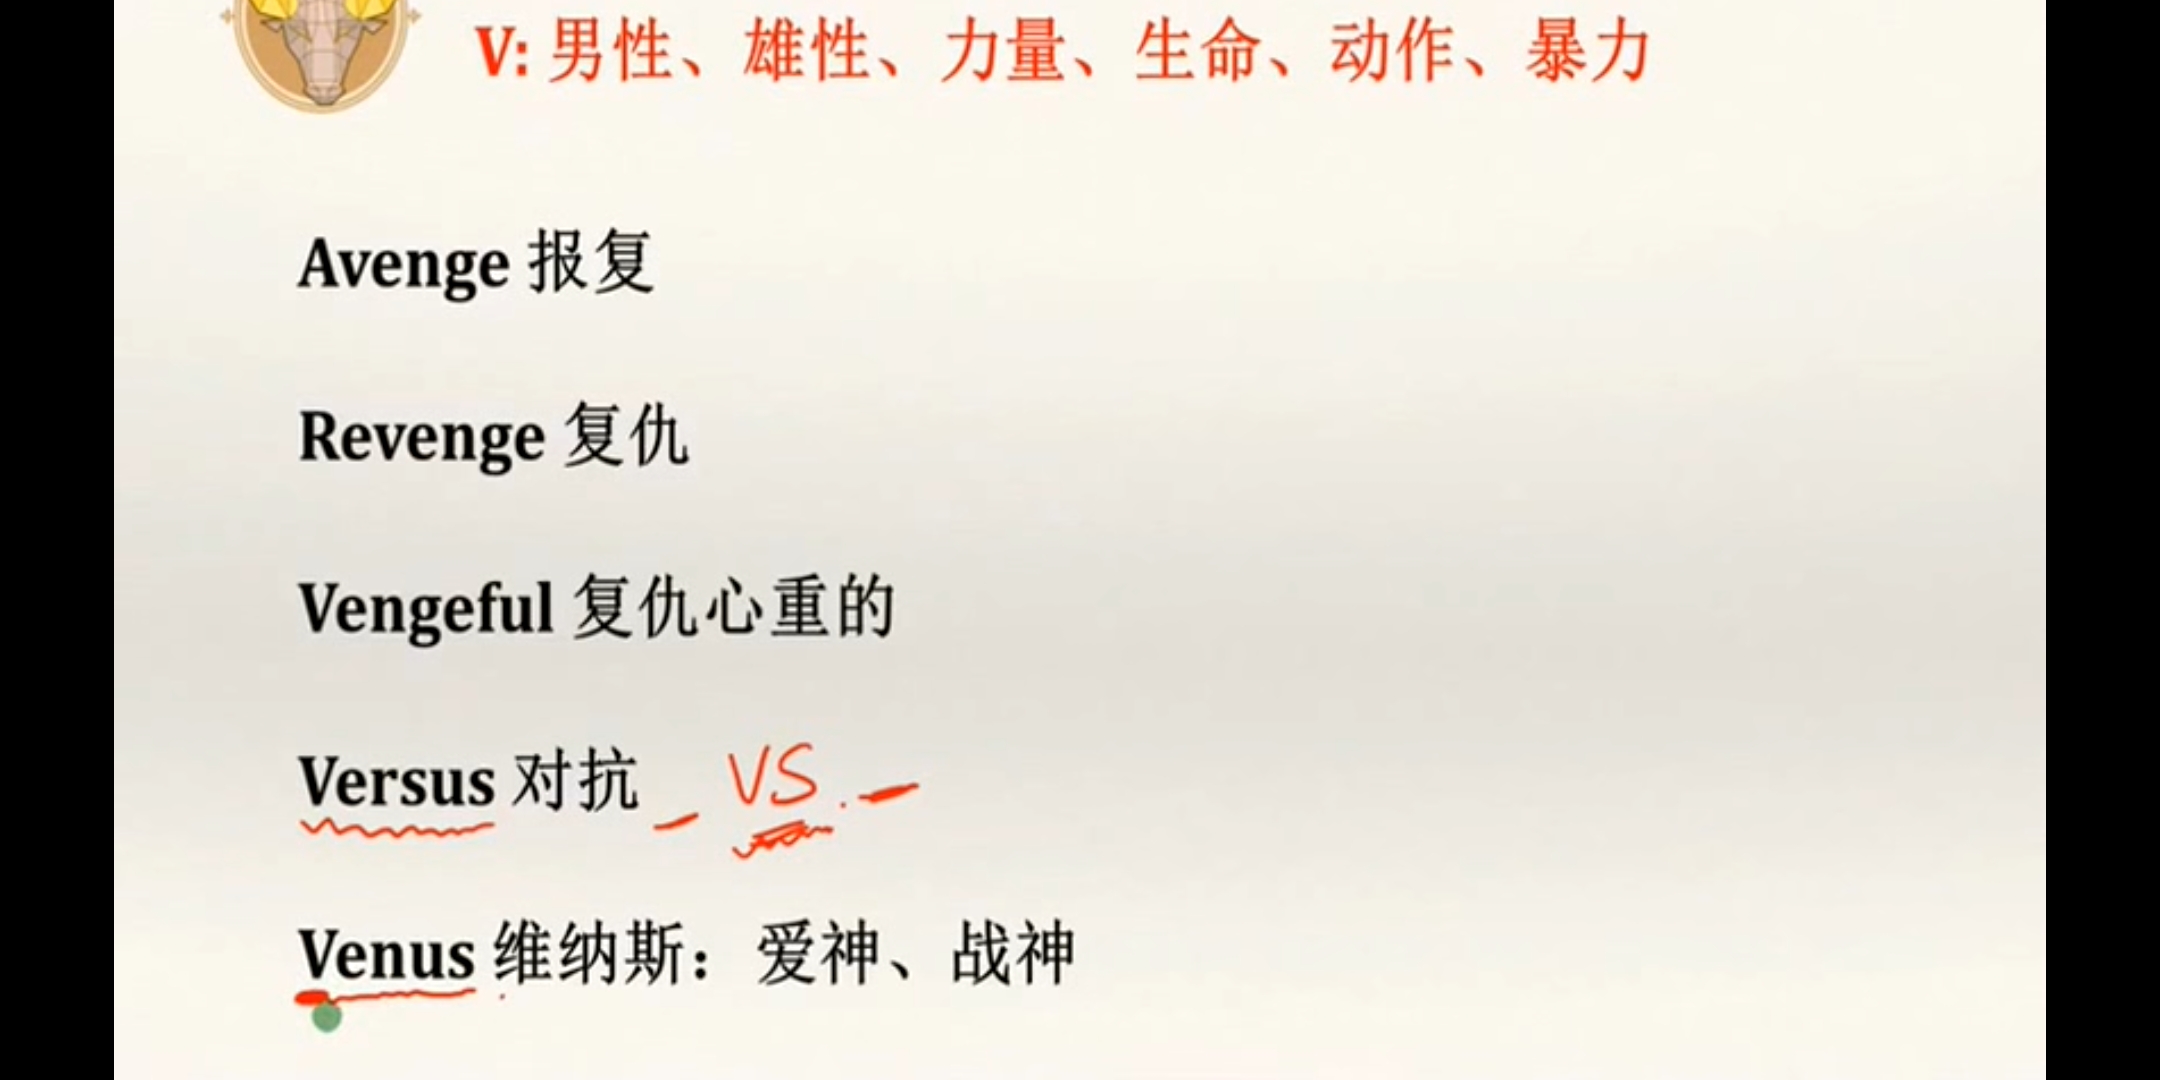 V: 男性、雄性、力量、生命、动作、暴力
Avenge 报复
Revenge 复仇
Vengeful 复仇心重的
Versus 对抗 VS
Venus 维纳斯：爱神、战神